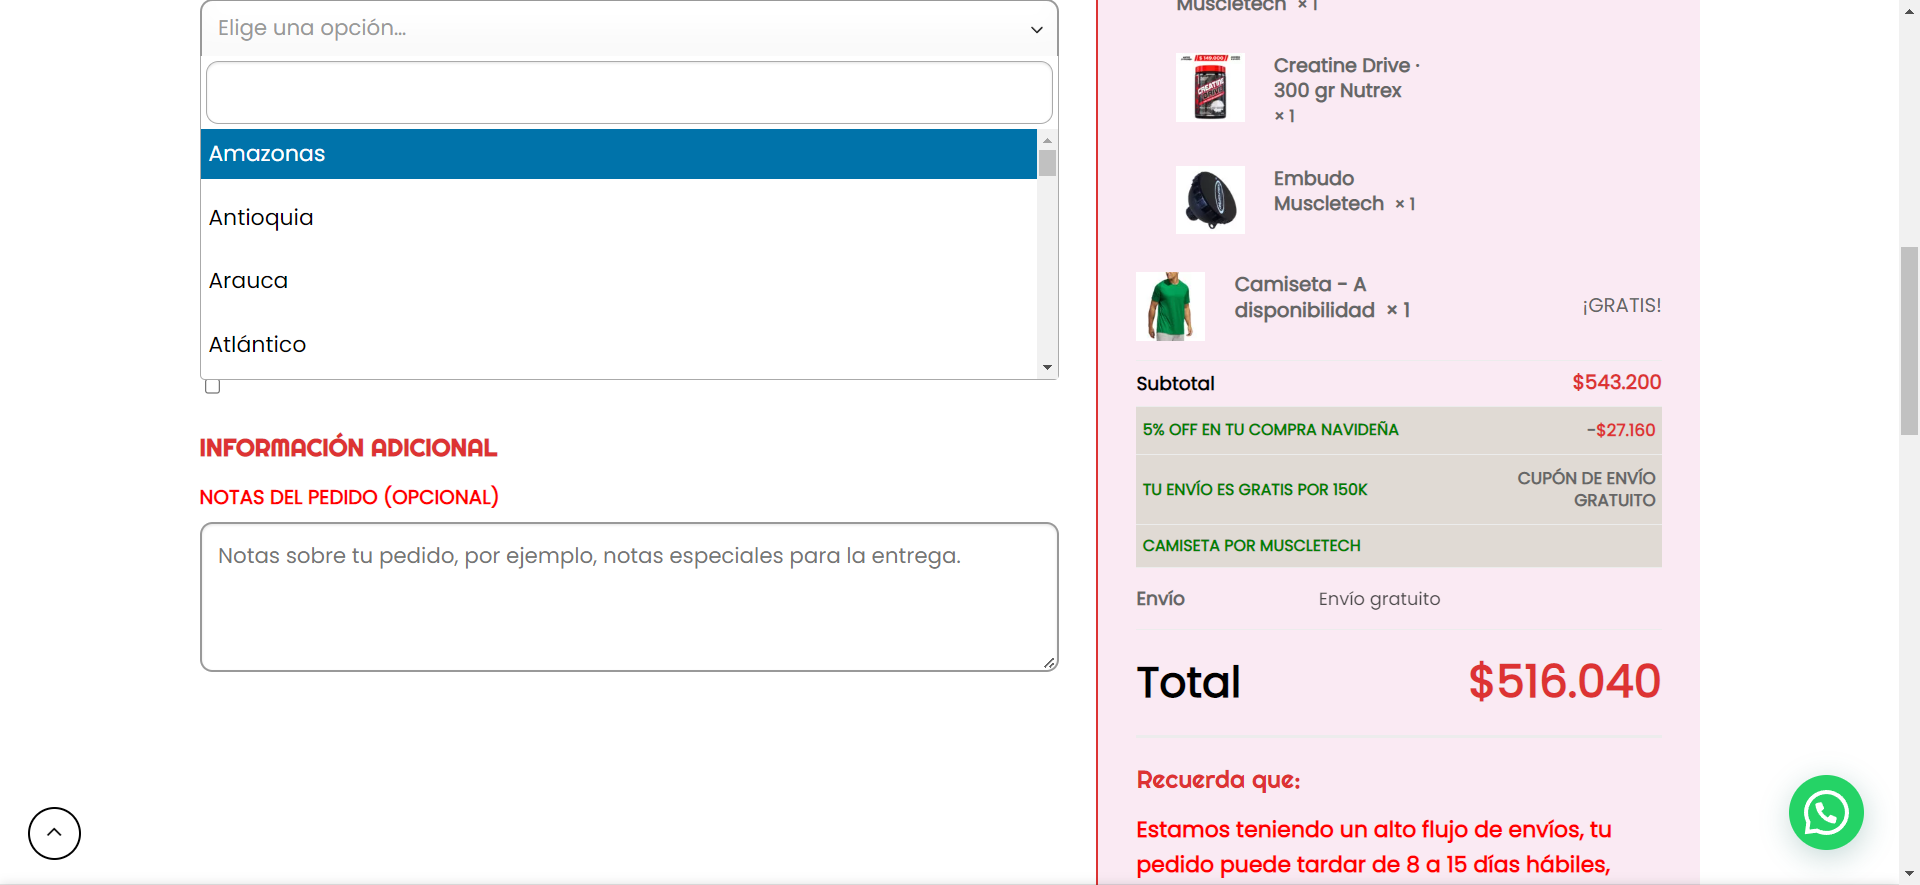 Elige una opción...
Amazonas
Antioquia
Arauca
Atlántico
INFORMACIÓN ADICIONAL
NOTAS DEL PEDIDO (OPCIONAL)
Notas sobre tu pedido, por ejemplo, notas especiales para la entrega.
Muscletech × 1
Creatine Drive ·
300 gr Nutrex
× 1
Embudo
Muscletech × 1
Camiseta - A
disponibilidad × 1
¡GRATIS!
Subtotal $543.200
5% OFF EN TU COMPRA NAVIDEÑA -$27.160
TU ENVÍO ES GRATIS POR 150K
CUPÓN DE ENVÍO
GRATUITO
CAMISETA POR MUSCLETECH
Envío Envío gratuito
Total $516.040
Recuerda que:
Estamos teniendo un alto flujo de envíos, tu
pedido puede tardar de 8 a 15 días hábiles,